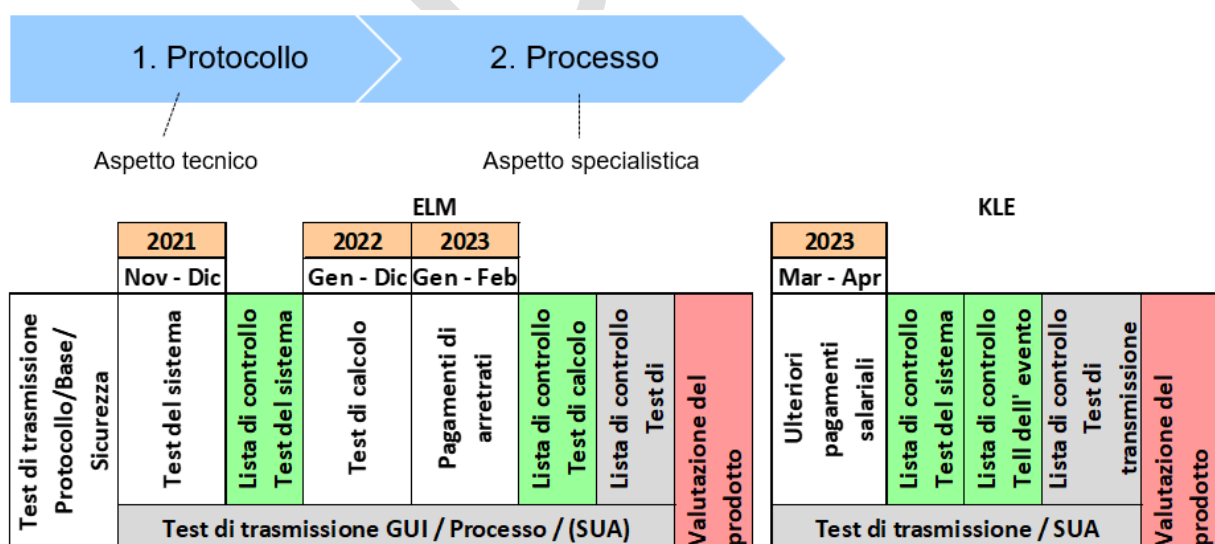 1. Protocollo
2. Processo
Aspetto tecnico
Aspetto specialistica
ELM
KLE
2021
2022
2023
2023
Nov - Dic
Gen - Dic
Gen - Feb
Mar - Apr
Test di trasmissione
Protocollo/Base/
Sicurezza
Test del sistema
Lista di controllo
Test del sistema
Test di calcolo
Pagamenti di
arretrati
Lista di controllo
Test di calcolo
Lista di controllo
Test di
Valutazione del
prodotto
Ulteriori
pagamenti
salariali
Lista di controllo
Test del sistema
Lista di controllo
Tell dell' evento
Lista di controllo
Test di
transmissione
Valutazione del
prodotto
Test di trasmissione GUI / Processo / (SUA)
Test di trasmissione / SUA